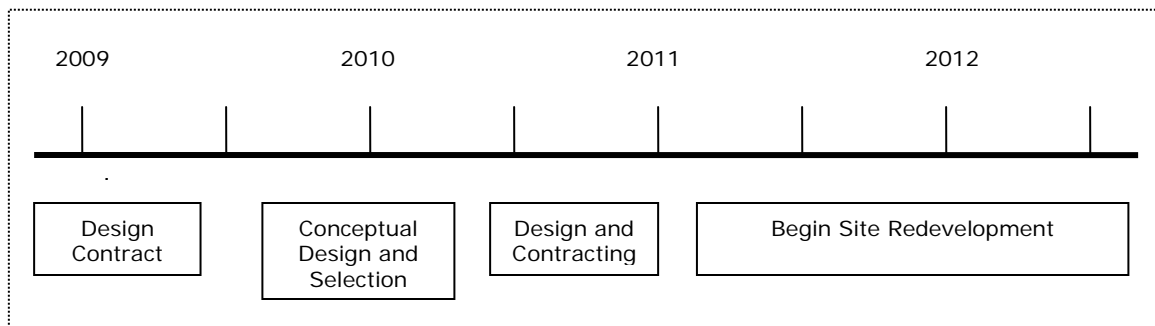 2009 2010 2011 2012
Design
Contract
Conceptual
Design and
Selection
Design and
Contracting
Begin Site Redevelopment